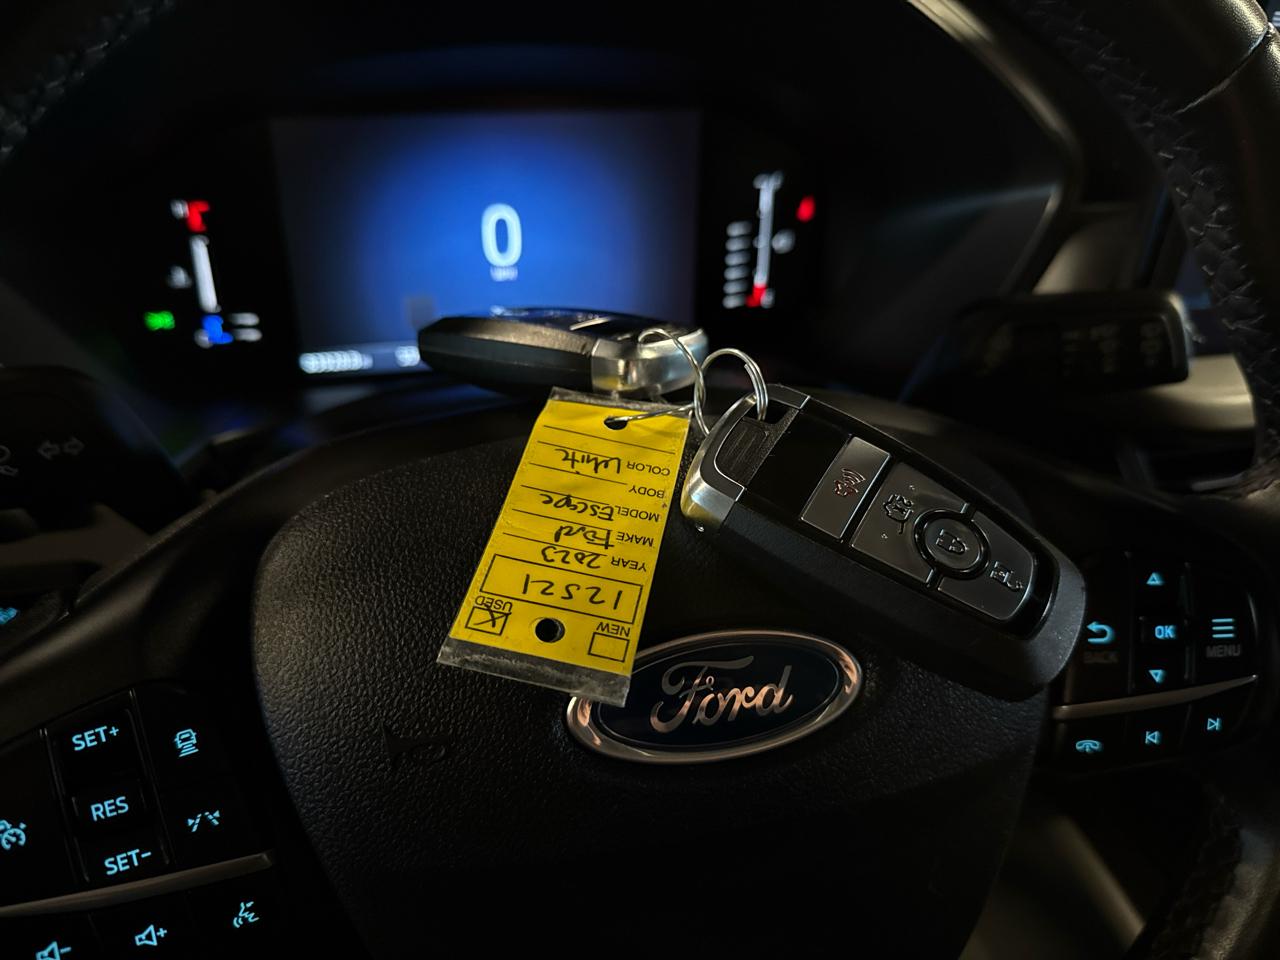 0
MPH
NEW
USED
12521
YEAR 2023
MAKE Ford
MODEL Escape
BODY
COLOR White
Ford
SET+
RES
SET-
OK
BACK
MENU